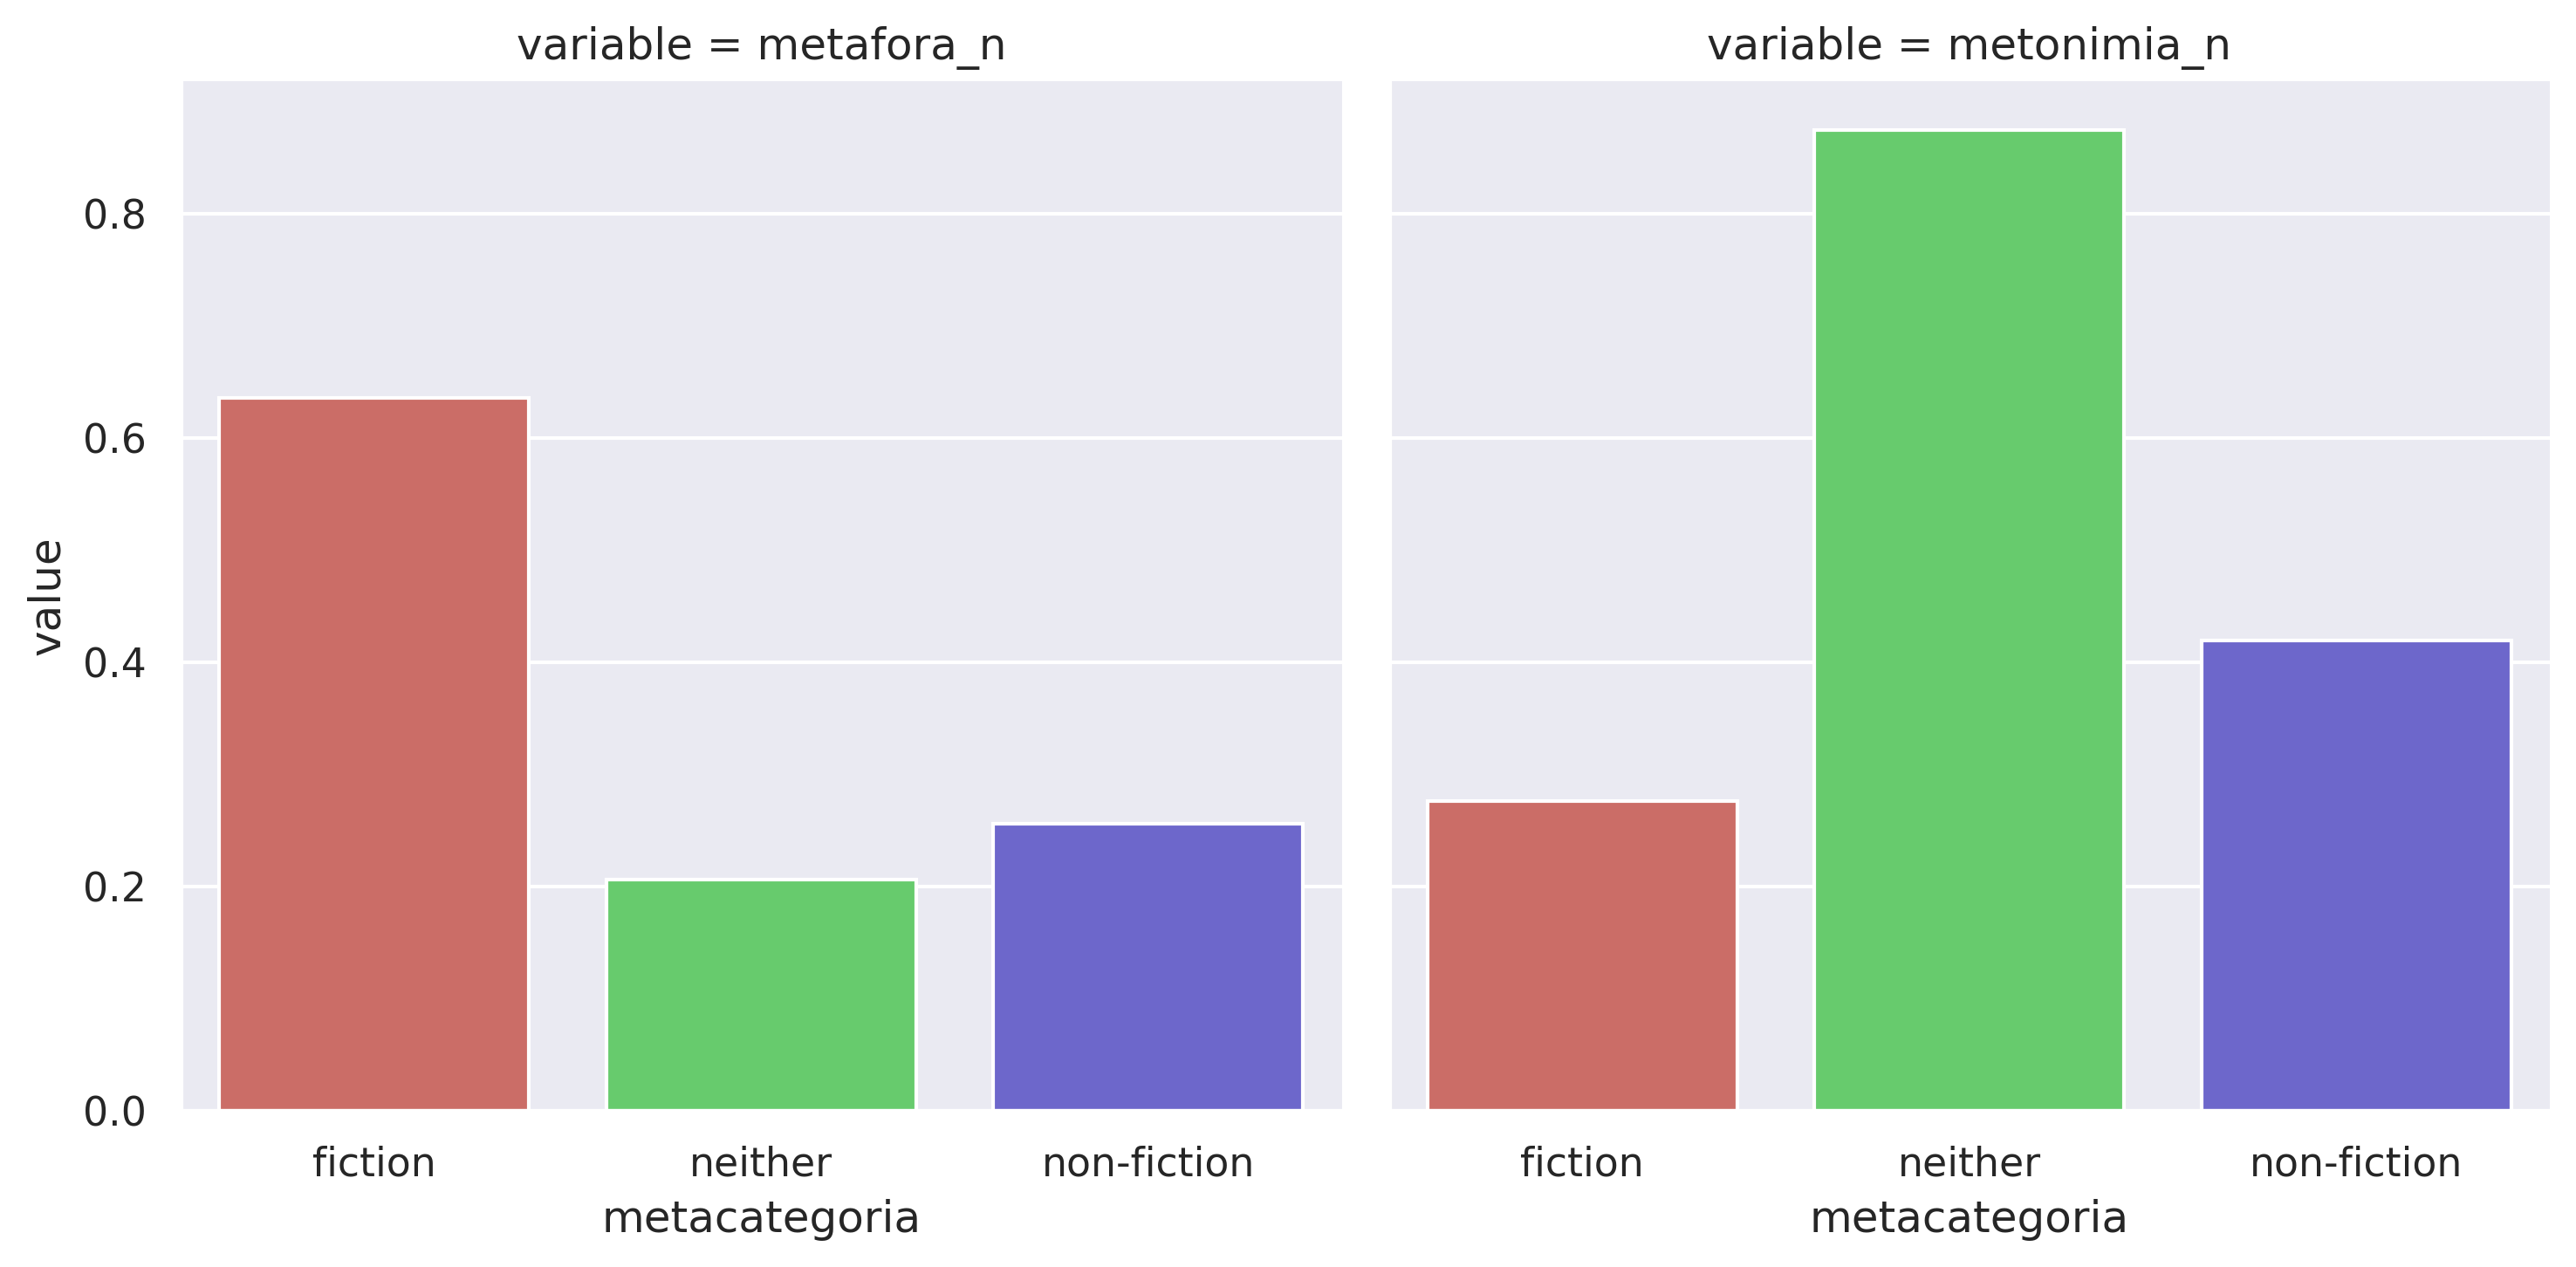 variable = metafora_n
variable = metonimia_n
value
0.8
0.6
0.4
0.2
0.0
fiction
neither
non-fiction
metacategoria
fiction
neither
non-fiction
metacategoria